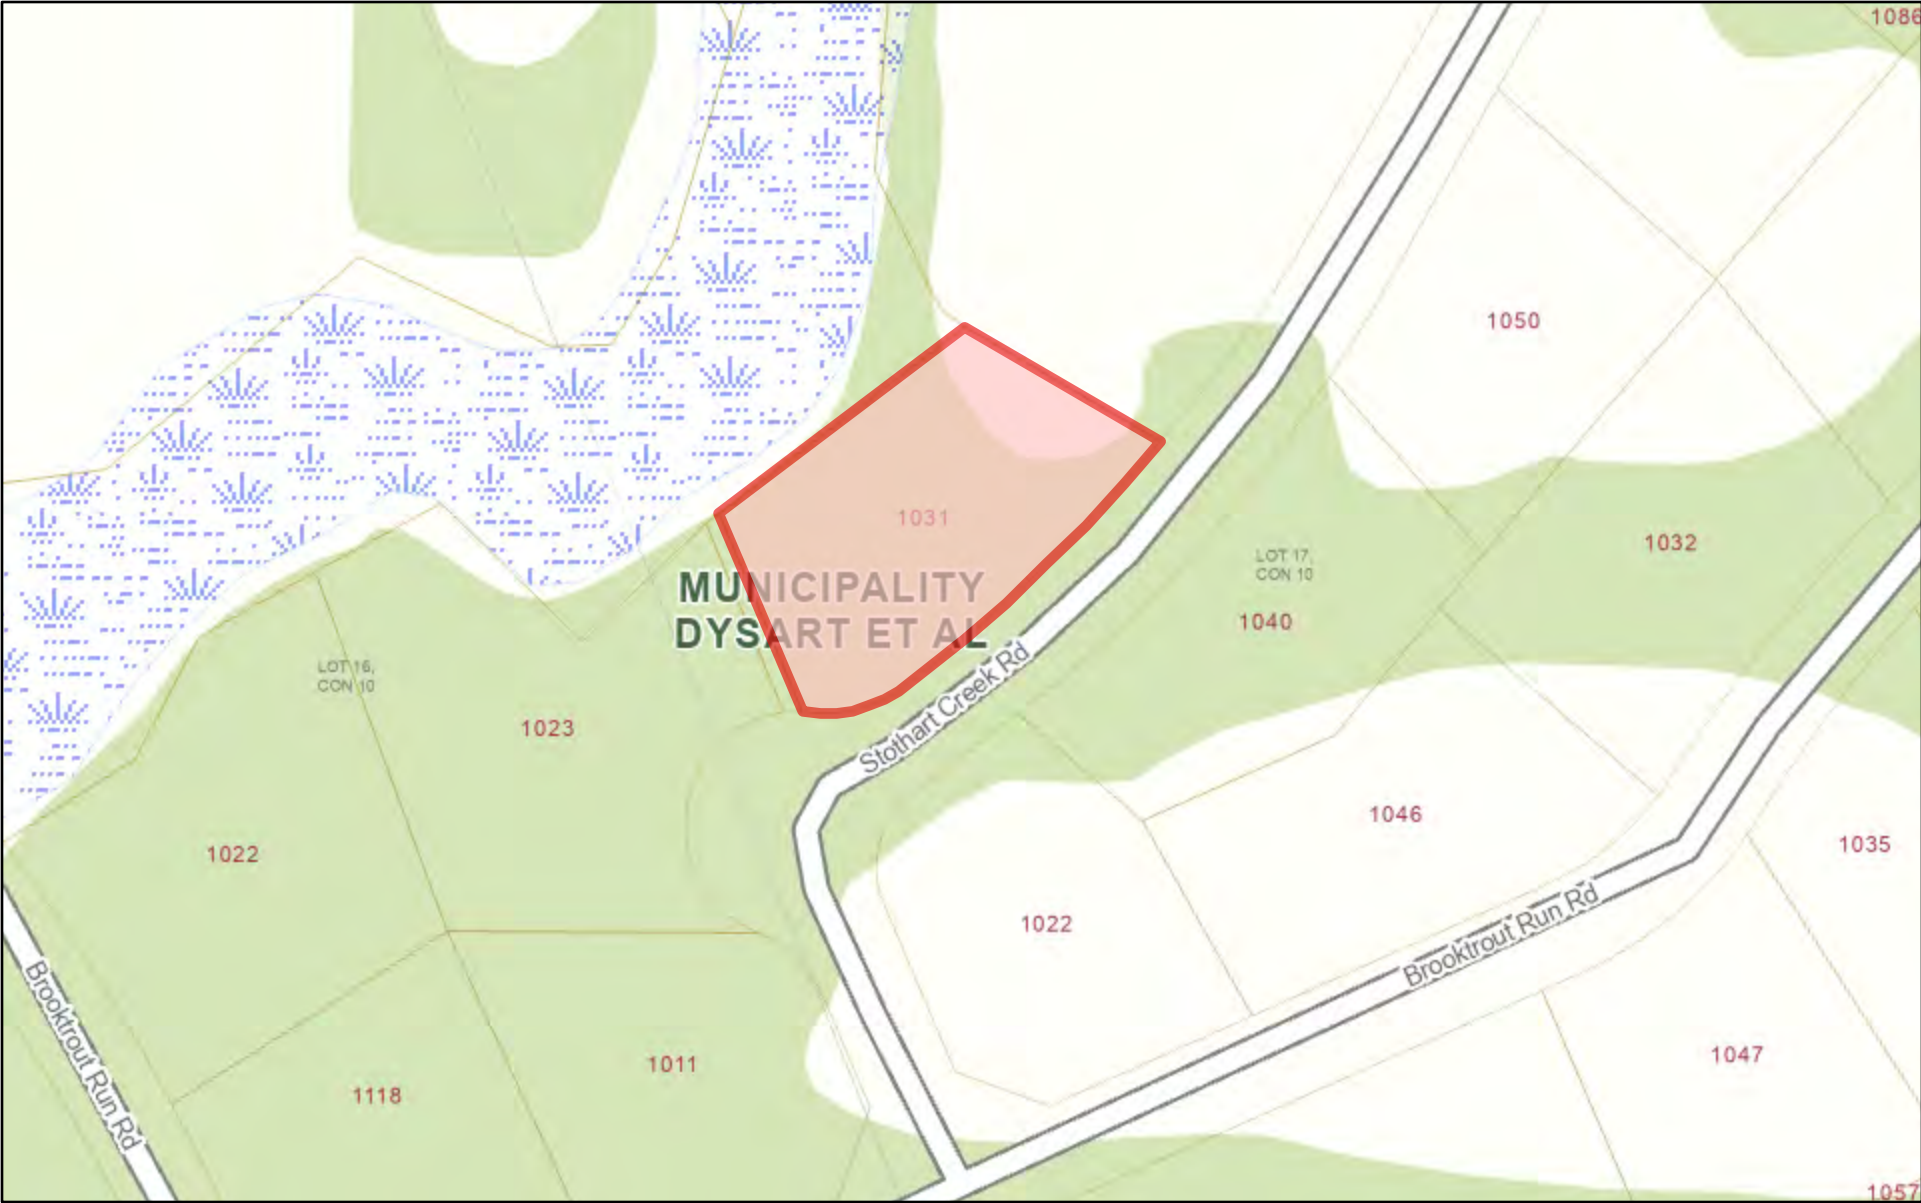 1086
1050
1031
1032
LOT 17,
CON 10
MUNICIPALITY
DYSART ET AL
1040
Stothart Creek Rd
LOT 16,
CON 10
1023
1046
1035
1022
1022
Brooktrout Run Rd
Brooktrout Run Rd
1047
1011
1118
1057